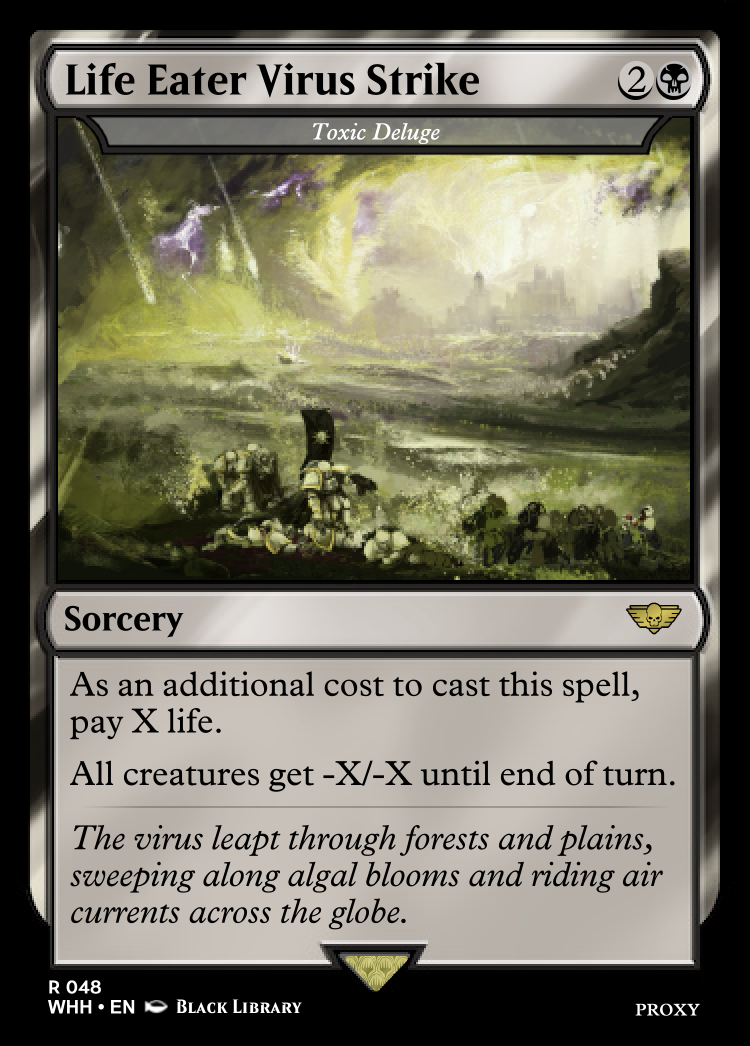 Life Eater Virus Strike 2
Toxic Deluge
Sorcery
As an additional cost to cast this spell,
pay X life.
All creatures get -X/-X until end of turn.
The virus leapt through forests and plains,
sweeping along algal blooms and riding air
currents across the globe.
R 048
WHH • EN Black Library
PROXY